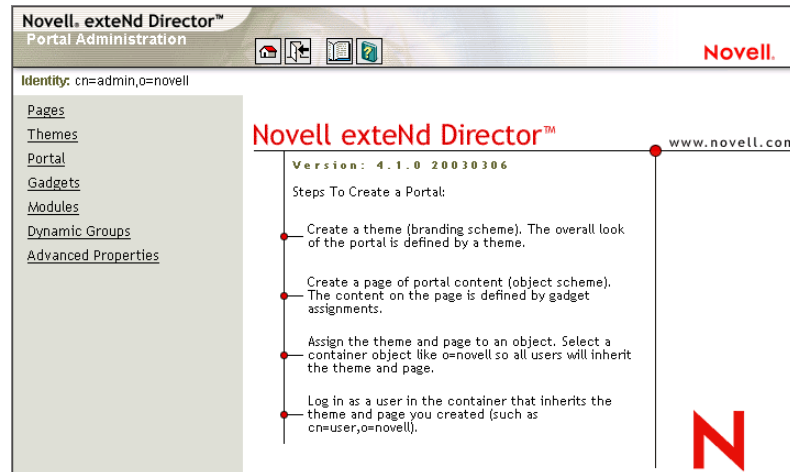 Novell® exteNd Director™
Portal Administration
Novell.
Identity: cn=admin,o=novell
Pages
Themes
Portal
Gadgets
Modules
Dynamic Groups
Advanced Properties
Novell exteNd Director™
www.novell.com
Version: 4.1.0 20030306
Steps To Create a Portal:
Create a theme (branding scheme). The overall look
of the portal is defined by a theme.
Create a page of portal content (object scheme).
The content on the page is defined by gadget
assignments.
Assign the theme and page to an object. Select a
container object like o=novell so all users will inherit
the theme and page.
Log in as a user in the container that inherits the
theme and page you created (such as
cn=user,o=novell).
N